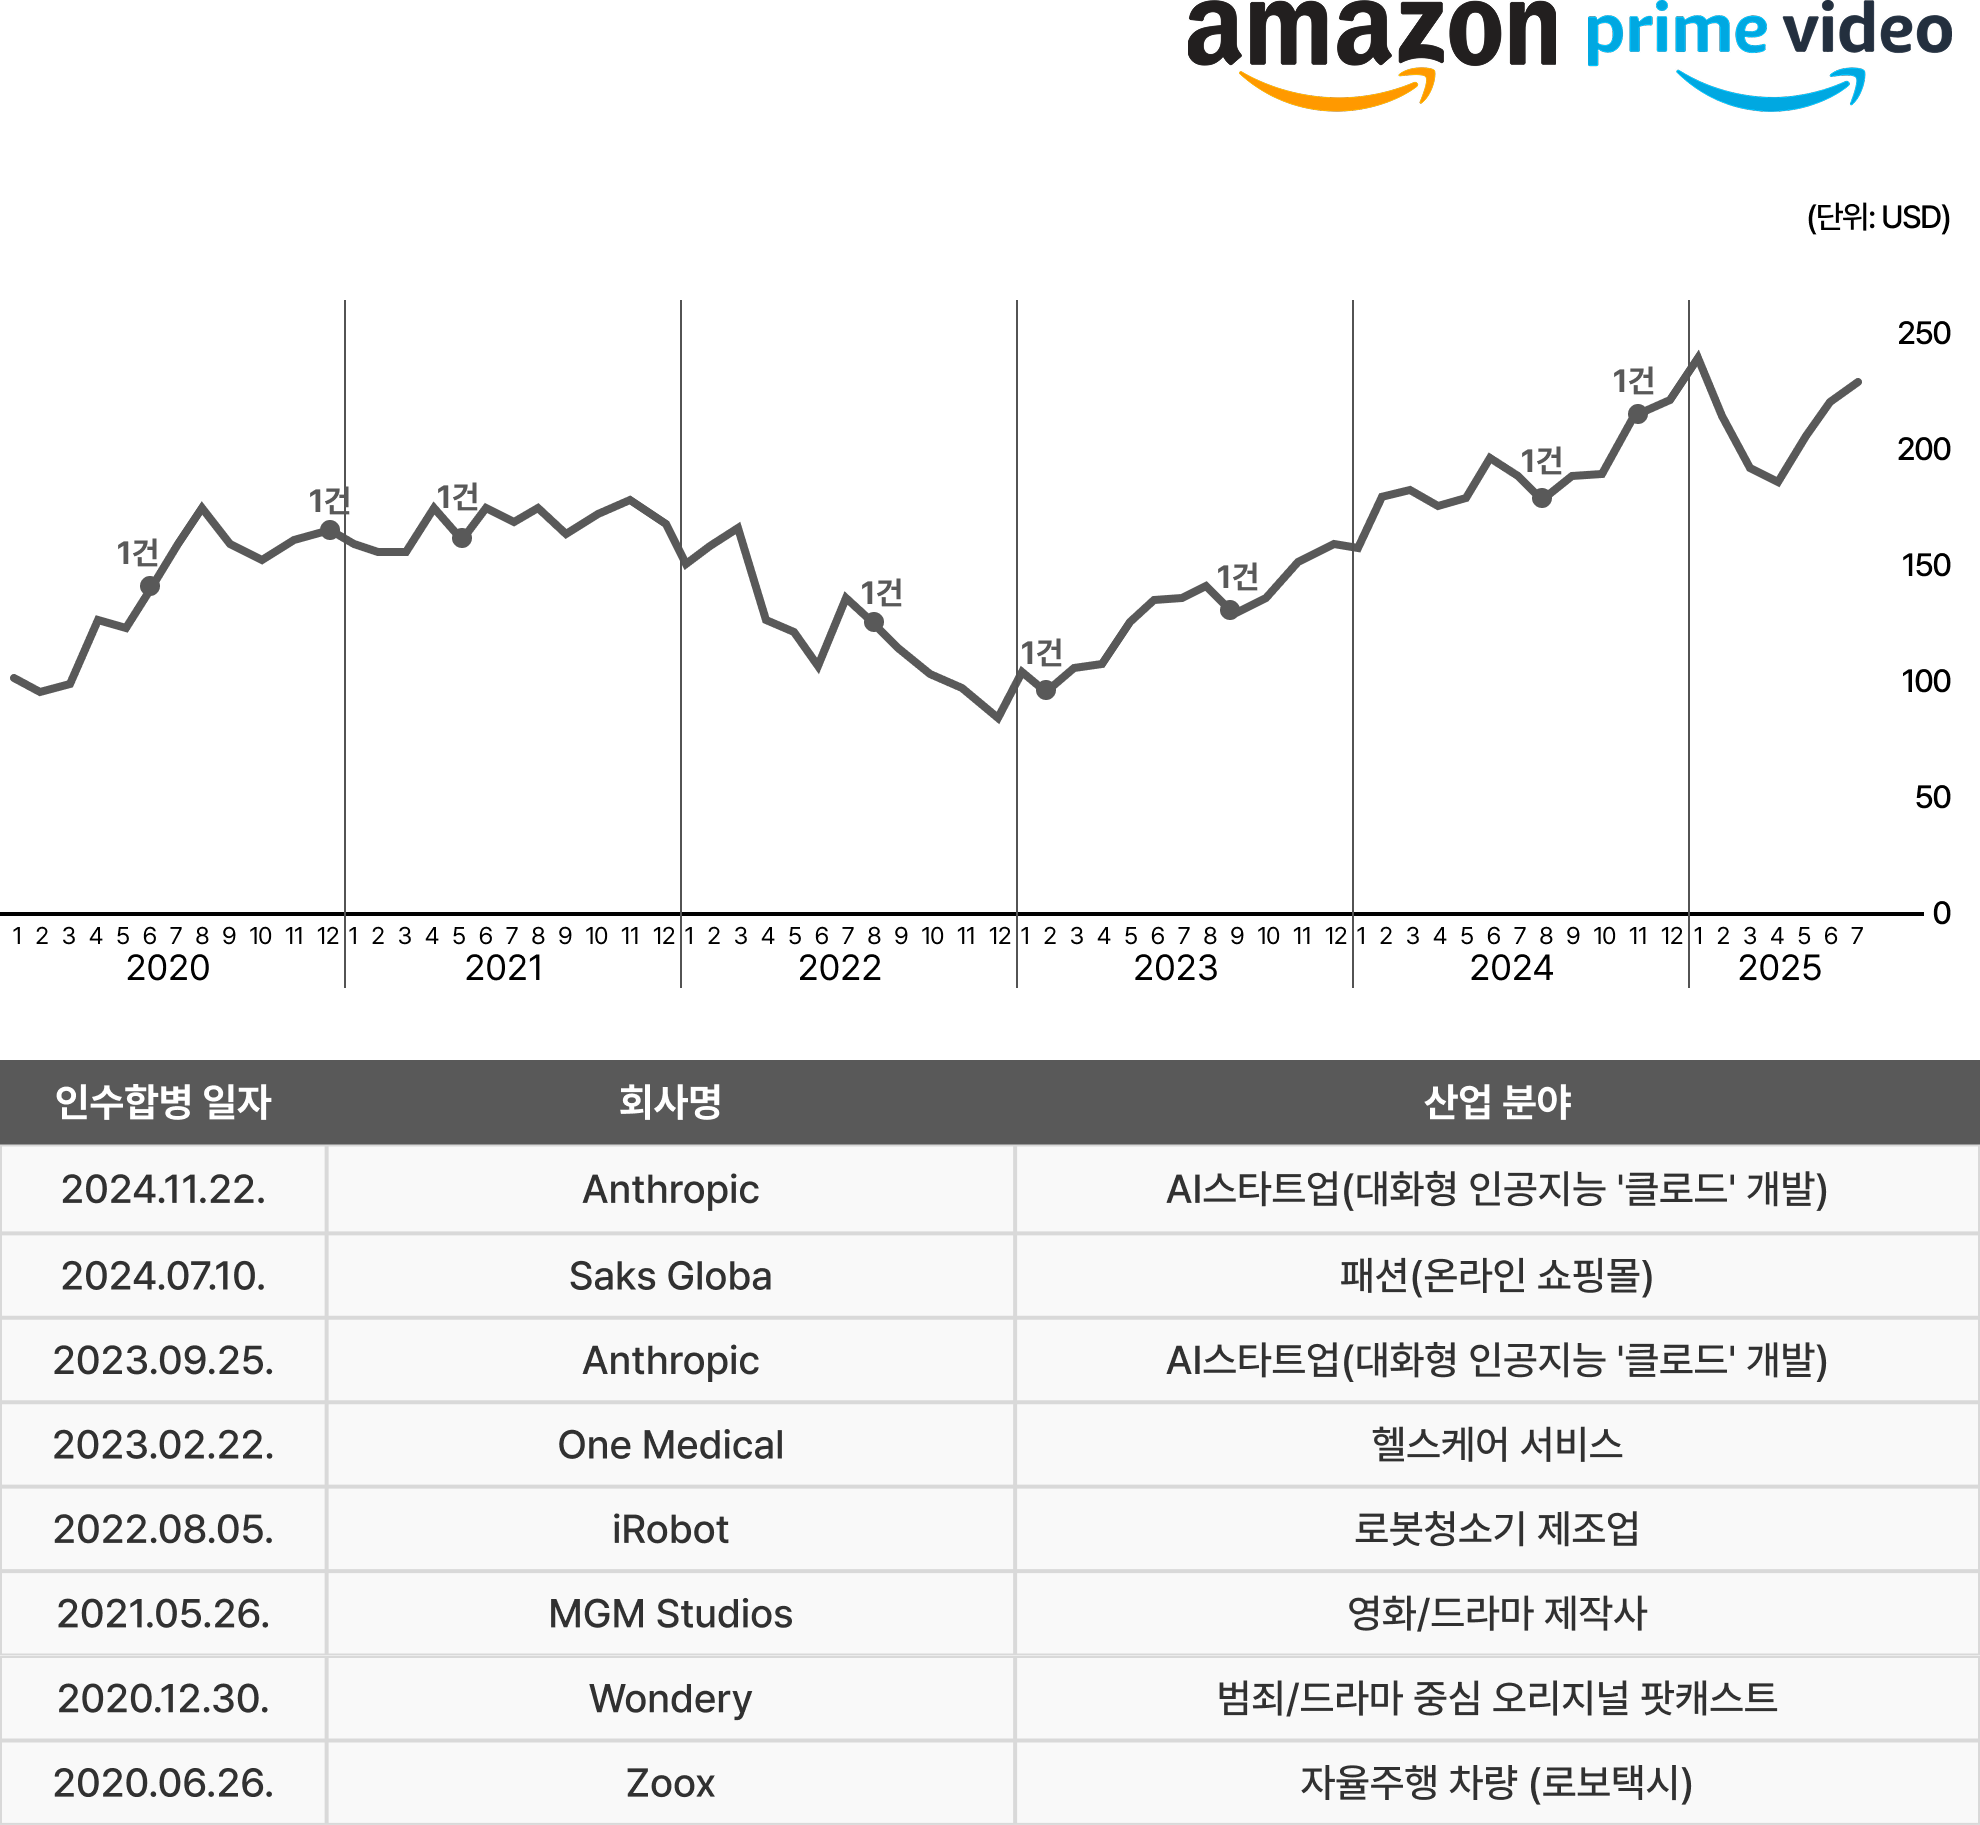 amazon prime video
(단위: USD)
250
200
150
100
50
0
1건 1건 1건 1건 1건 1건 1건 1건
1 2 3 4 5 6 7 8 9 10 11 12 1 2 3 4 5 6 7 8 9 10 11 12 1 2 3 4 5 6 7 8 9 10 11 12 1 2 3 4 5 6 7 8 9 10 11 12 1 2 3 4 5 6 7 8 9 10 11 12 1 2 3 4 5 6 7
2020 2021 2022 2023 2024 2025
인수합병 일자 회사명 산업 분야
2024.11.22. Anthropic AI스타트업(대화형 인공지능 '클로드' 개발)
2024.07.10. Saks Globa 패션(온라인 쇼핑몰)
2023.09.25. Anthropic AI스타트업(대화형 인공지능 '클로드' 개발)
2023.02.22. One Medical 헬스케어 서비스
2022.08.05. iRobot 로봇청소기 제조업
2021.05.26. MGM Studios 영화/드라마 제작사
2020.12.30. Wondery 범죄/드라마 중심 오리지널 팟캐스트
2020.06.26. Zoox 자율주행 차량 (로보택시)